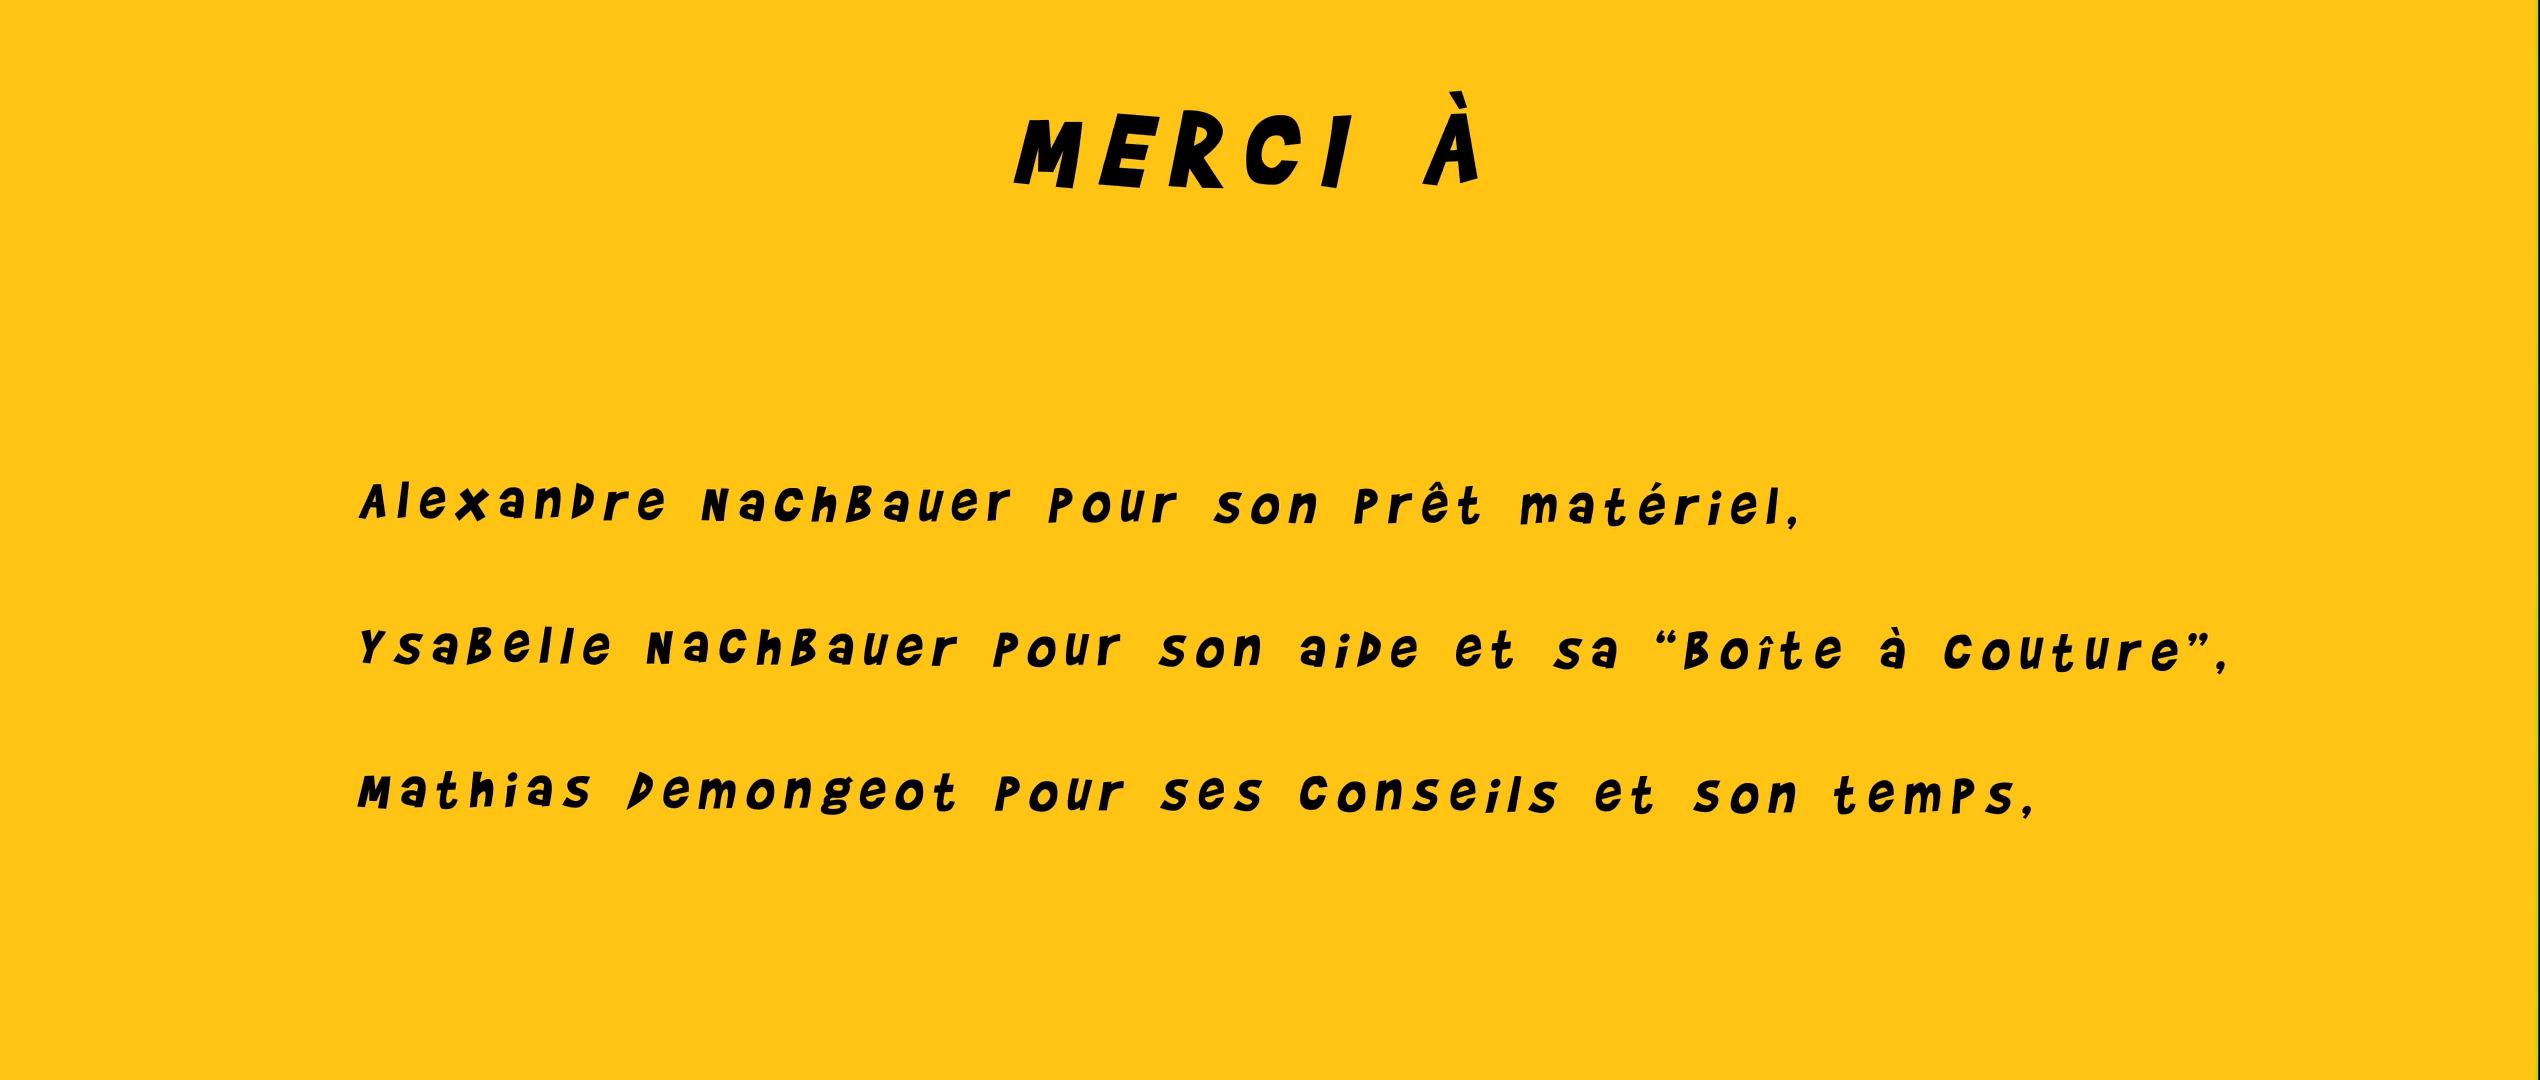 MERCI À
Alexandre Nachbauer pour son prêt matériel,
Ysabelle Nachbauer pour son aide et sa “Boîte à Couture”,
Mathias Demongeot pour ses conseils et son temps,